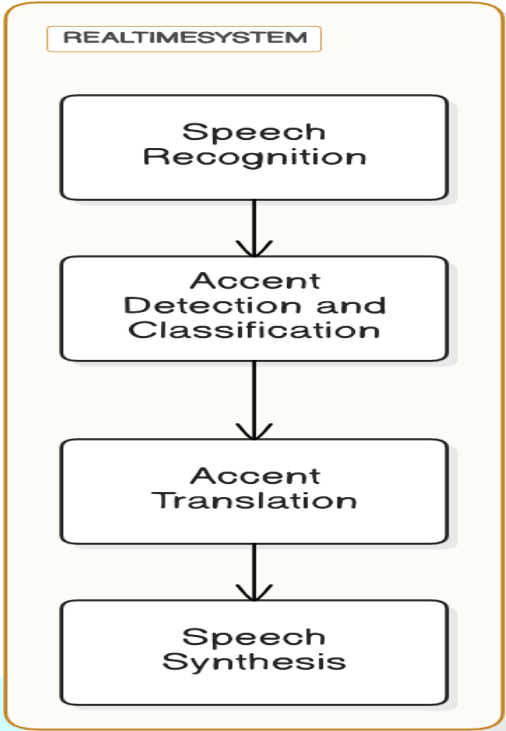 REALTIMESYSTEM
Speech
Recognition
Accent
Detection and
Classification
Accent
Translation
Speech
Synthesis